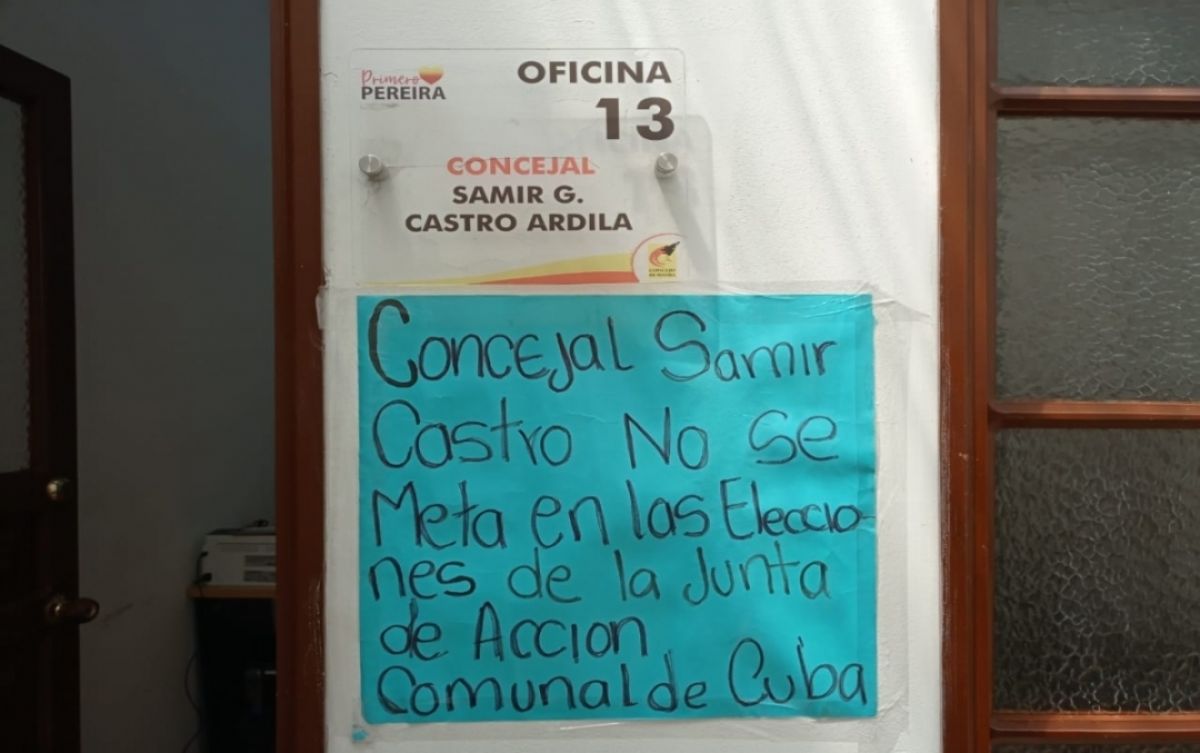 Primero
PEREIRA
OFICINA
13
CONCEJAL
SAMIR G.
CASTRO ARDILA
Concejal Samir
Castro No se
Meta en las Eleccio-
nes de la Junta
de Accion
Comunal de Cuba